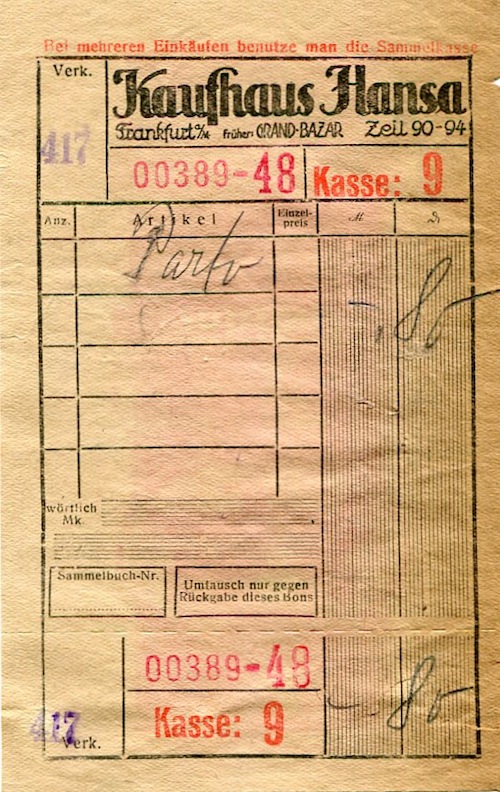 Bei mehreren Einkäufen benutze man die Sammelkasse
Verk.
Kaufhaus Hansa
Frankfurt a/M. früher: GRAND-BAZAR Zeil 90-94
417
00389-48 Kasse: 9
Anz. Artikel Einzel-
preis M ₰
Porto
-,80
wörtlich
Mk.
Sammelbuch-Nr.
Umtausch nur gegen
Rückgabe dieses Bons
00389-48
-.80
417
Verk.
Kasse: 9